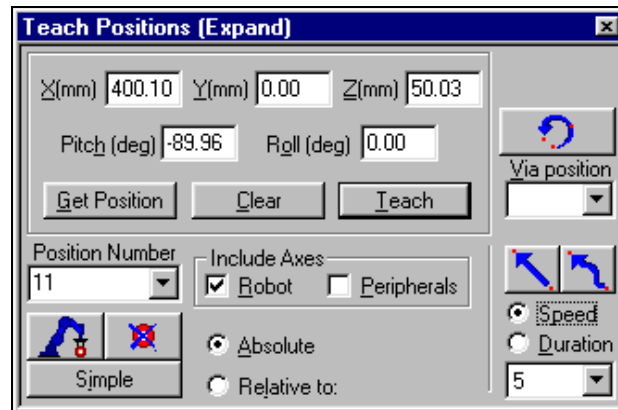 Teach Positions (Expand)
X(mm) 400.10 Y(mm) 0.00 Z(mm) 50.03
Pitch (deg) -89.96 Roll (deg) 0.00
Get Position Clear Teach
Via position
Position Number
11
Include Axes
Robot Peripherals
Simple
Absolute
Relative to:
Speed
Duration
5